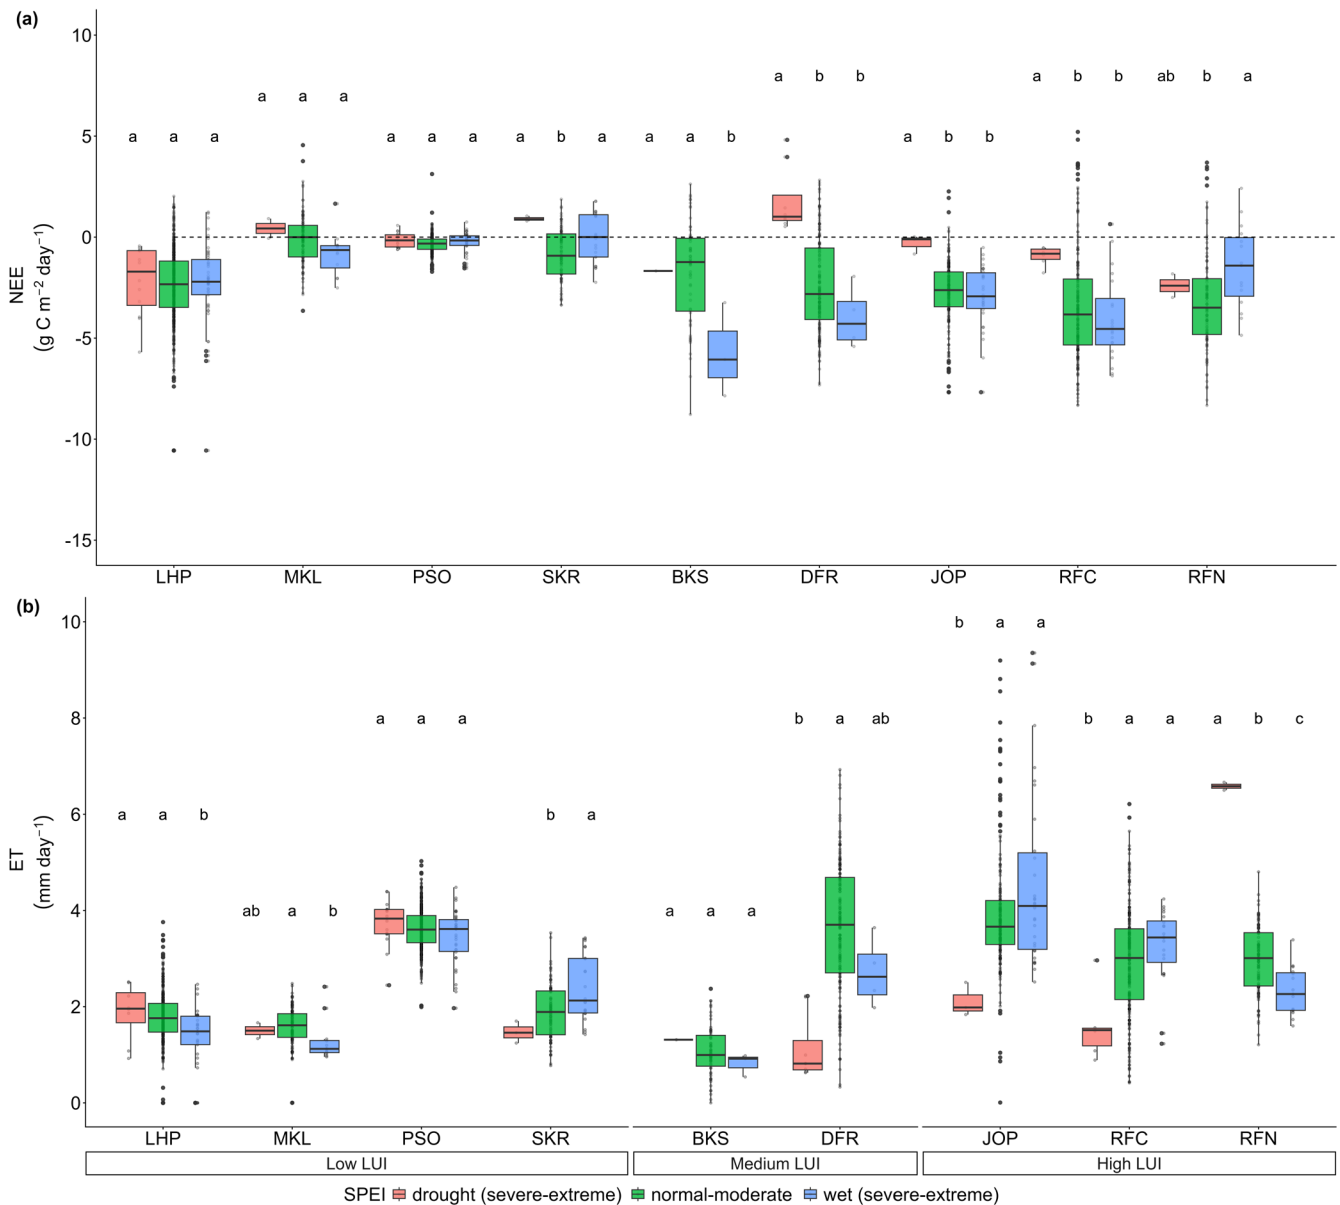 (a)
10
5
0
-5
-10
-15
NEE
(g C m⁻² day⁻¹)
a b b a b b ab b a
a a a
a a a a a a a b a a a b a b b
LHP MKL PSO SKR BKS DFR JOP RFC RFN
(b)
10
8
6
4
2
0
ET
(mm day⁻¹)
b a a
a a a b a ab b a a a b c
a a b b a
ab a b a a a
LHP MKL PSO SKR BKS DFR JOP RFC RFN
Low LUI Medium LUI High LUI
SPEI drought (severe-extreme) normal-moderate wet (severe-extreme)